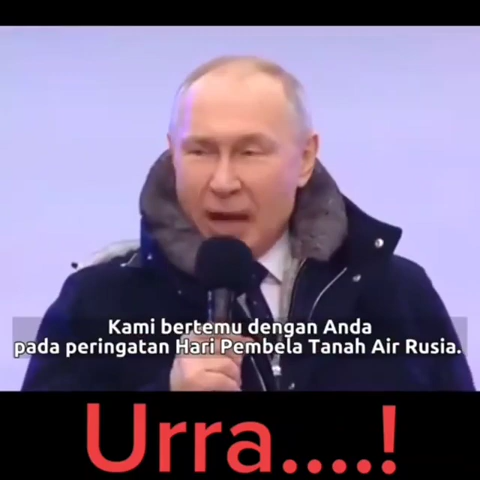 Kami bertemu dengan Anda
pada peringatan Hari Pembela Tanah Air Rusia.
Urra....!